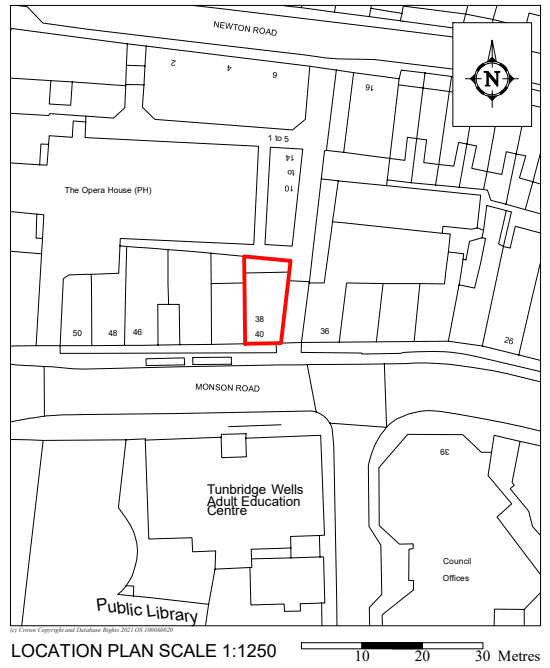 NEWTON ROAD
N
2
4
6
16
1 to 5
14
to
10
The Opera House (PH)
50
48
46
38
40
36
26
MONSON ROAD
39
Tunbridge Wells
Adult Education
Centre
Council
Offices
Public Library
(c) Crown Copyright and Database Rights 2021 OS 100060020
LOCATION PLAN SCALE 1:1250
10
20
30
Metres